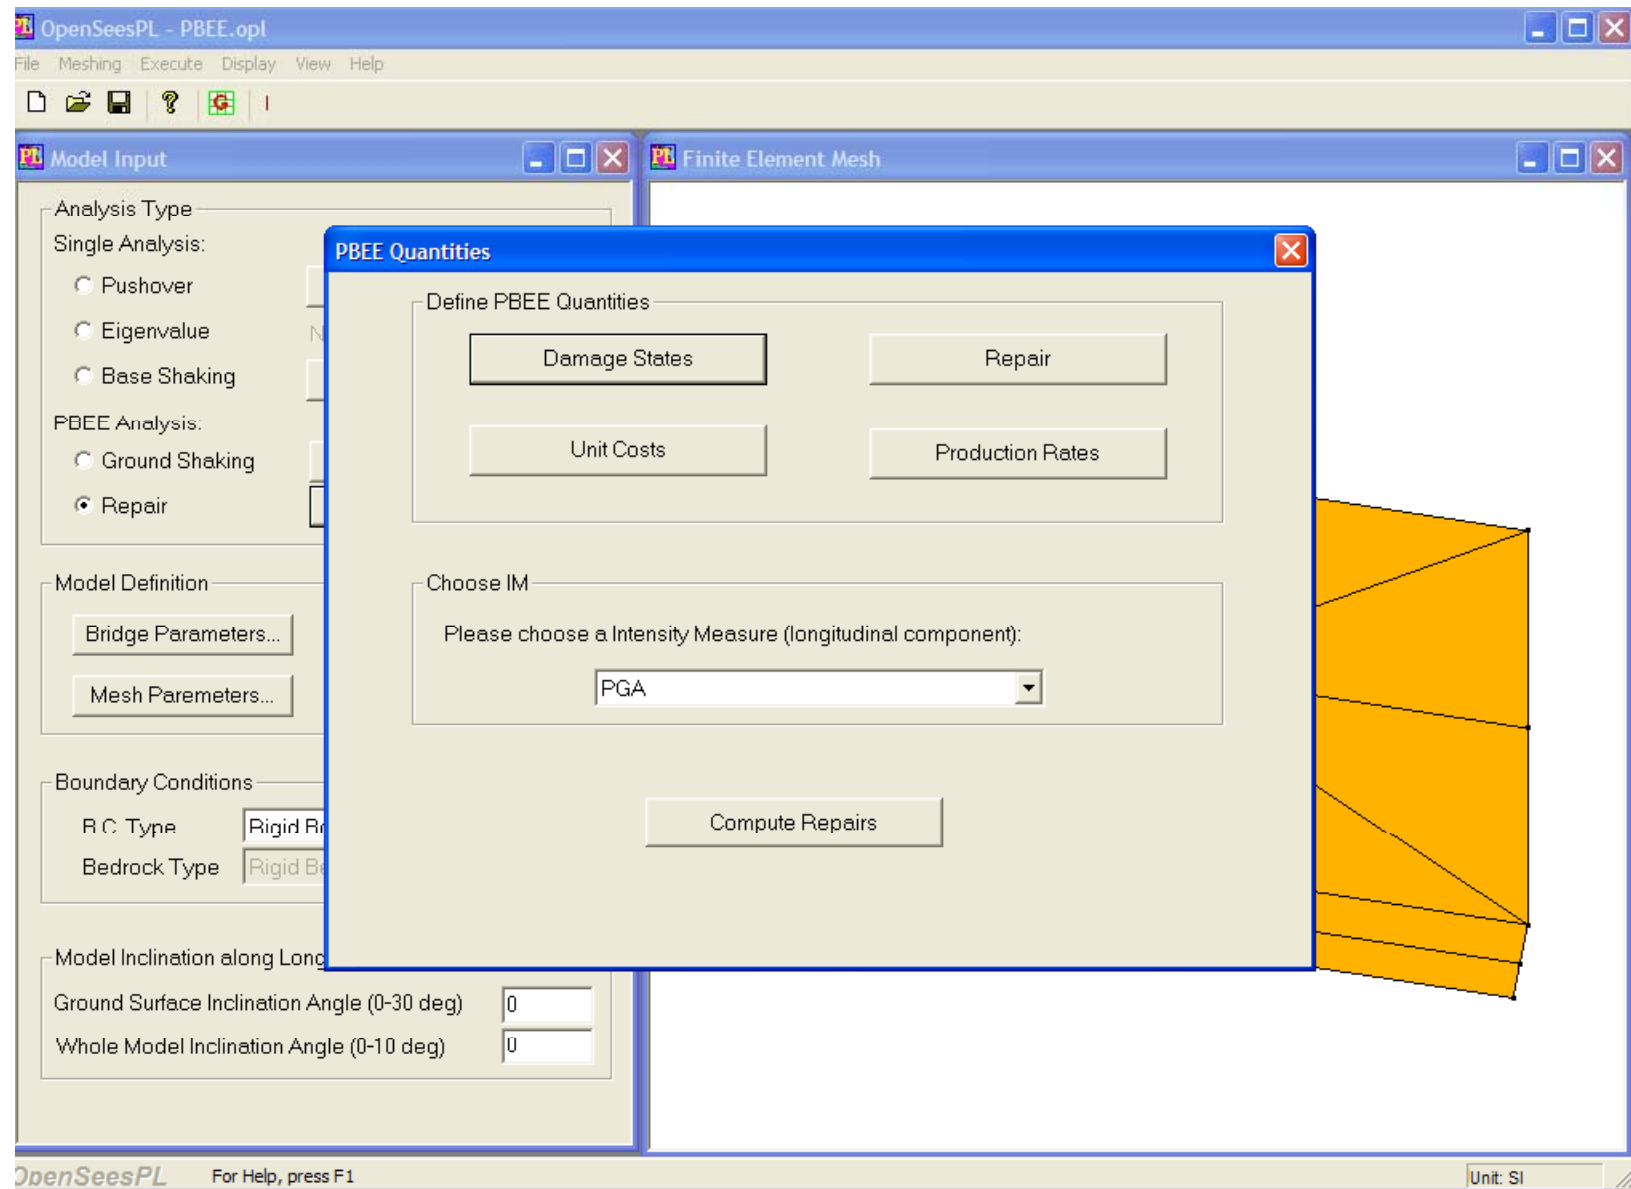 OpenSeesPL - PBEE.opl
File Meshing Execute Display View Help
Model Input
Finite Element Mesh
Analysis Type
Single Analysis:
Pushover
Eigenvalue
Base Shaking
PBEE Analysis:
Ground Shaking
Repair
Model Definition
Bridge Parameters...
Mesh Paremeters...
Boundary Conditions
B.C. Type Rigid
Bedrock Type Rigid
Model Inclination along
Ground Surface Inclination Angle (0-30 deg) 0
Whole Model Inclination Angle (0-10 deg) 0
PBEE Quantities
Define PBEE Quantities
Damage States Repair
Unit Costs Production Rates
Choose IM
Please choose a Intensity Measure (longitudinal component):
PGA
Compute Repairs
OpenSeesPL For Help, press F1 Unit: SI